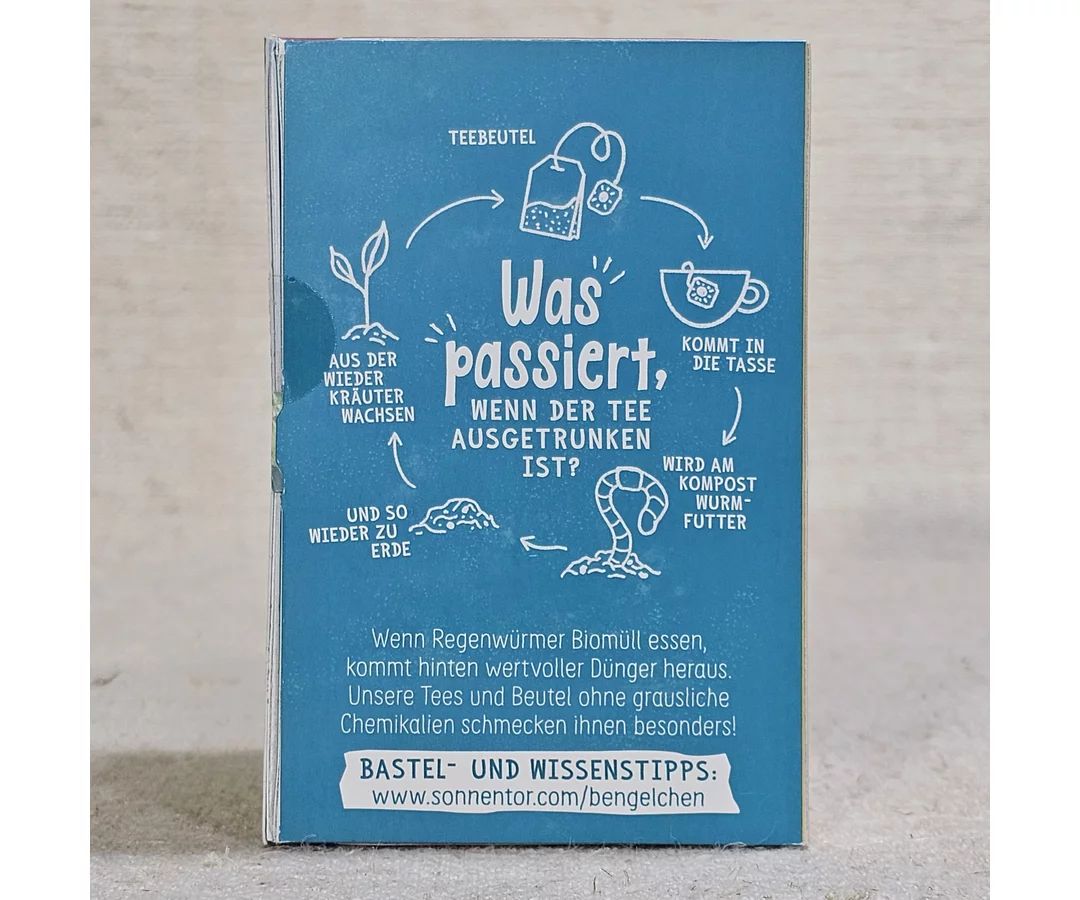 TEEBEUTEL
Was
passiert,
WENN DER TEE
AUSGETRUNKEN
IST?
KOMMT IN
DIE TASSE
WIRD AM
KOMPOST
WURM-
FUTTER
UND SO
WIEDER ZU
ERDE
AUS DER
WIEDER
KRÄUTER
WACHSEN
Wenn Regenwürmer Biomüll essen,
kommt hinten wertvoller Dünger heraus.
Unsere Tees und Beutel ohne grausliche
Chemikalien schmecken ihnen besonders!
BASTEL- UND WISSENSTIPPS:
www.sonnentor.com/bengelchen